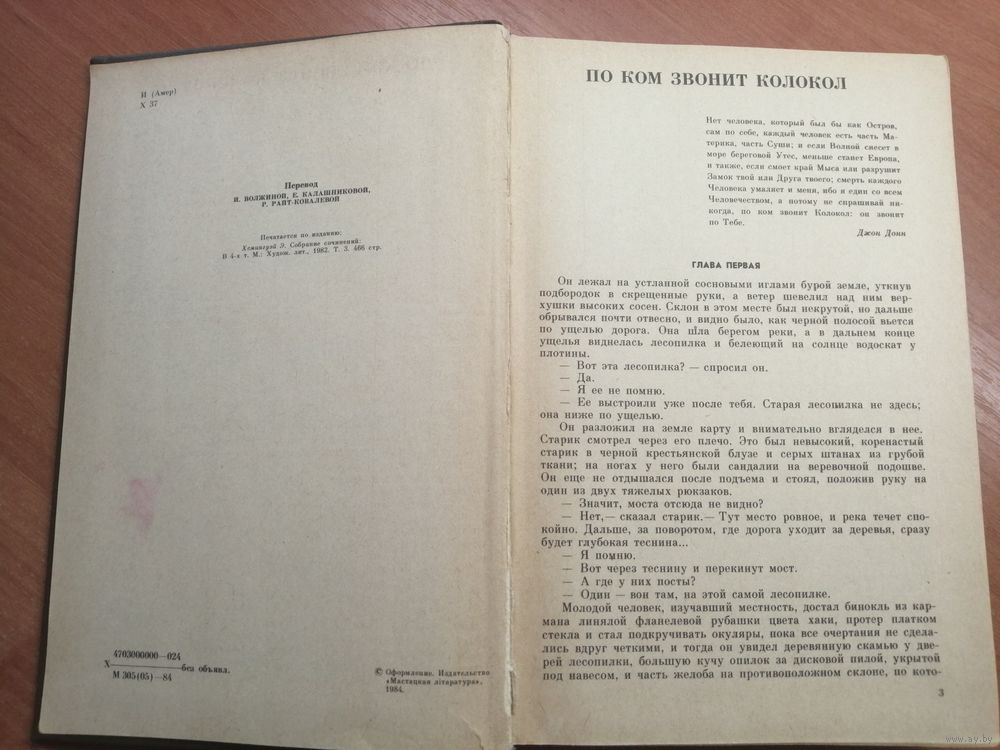 И (Амер)
Х 37
Перевод
Н. ВОЛЖИНОЙ, Е. КАЛАШНИКОВОЙ,
Р. РАЙТ-КОВАЛЕВОЙ
Печатается по изданию:
Хемингуэй Э. Собрание сочинений:
В 4-х т. М.: Худож. лит., 1982. Т. 3. 466 стр.
4703000000—024
Х————————без объявл.
М 305(05)—84
© Оформление. Издательство
«Мастацкая літаратура»,
1984.
ПО КОМ ЗВОНИТ КОЛОКОЛ
Нет человека, который был бы как Остров,
сам по себе, каждый человек есть часть Ма-
терика, часть Суши; и если Волной снесет в
море береговой Утес, меньше станет Европа,
и также, если смоет край Мыса или разрушит
Замок твой или Друга твоего; смерть каждого
Человека умаляет и меня, ибо я един со всем
Человечеством, а потому не спрашивай ни-
когда, по ком звонит Колокол: он звонит
по Тебе.
Джон Донн
ГЛАВА ПЕРВАЯ
Он лежал на устланной сосновыми иглами бурой земле, уткнув
подбородок в скрещенные руки, а ветер шевелил над ним вер-
хушки высоких сосен. Склон в этом месте был некрутой, но дальше
обрывался почти отвесно, и видно было, как черной полосой вьется
по ущелью дорога. Она шла берегом реки, а в дальнем конце
ущелья виднелась лесопилка и белеющий на солнце водоскат у
плотины.
— Вот эта лесопилка? — спросил он.
— Да.
— Я ее не помню.
— Ее выстроили уже после тебя. Старая лесопилка не здесь;
она ниже по ущелью.
Он разложил на земле карту и внимательно вгляделся в нее.
Старик смотрел через его плечо. Это был невысокий, коренастый
старик в черной крестьянской блузе и серых штанах из грубой
ткани; на ногах у него были сандалии на веревочной подошве.
Он еще не отдышался после подъема и стоял, положив руку на
один из двух тяжелых рюкзаков.
— Значит, моста отсюда не видно?
— Нет,— сказал старик.— Тут место ровное, и река течет спо-
койно. Дальше, за поворотом, где дорога уходит за деревья, сразу
будет глубокая теснина...
— Я помню.
— Вот через теснину и перекинут мост.
— А где у них посты?
— Один — вон там, на этой самой лесопилке.
Молодой человек, изучавший местность, достал бинокль из кар-
мана линялой фланелевой рубашки цвета хаки, протер платком
стекла и стал подкручивать окуляры, пока все очертания не сдела-
лись вдруг четкими, и тогда он увидел деревянную скамью у две-
рей лесопилки, большую кучу опилок за дисковой пилой, укрытой
под навесом, и часть желоба на противоположном склоне, по кото-
3
www.ay.by